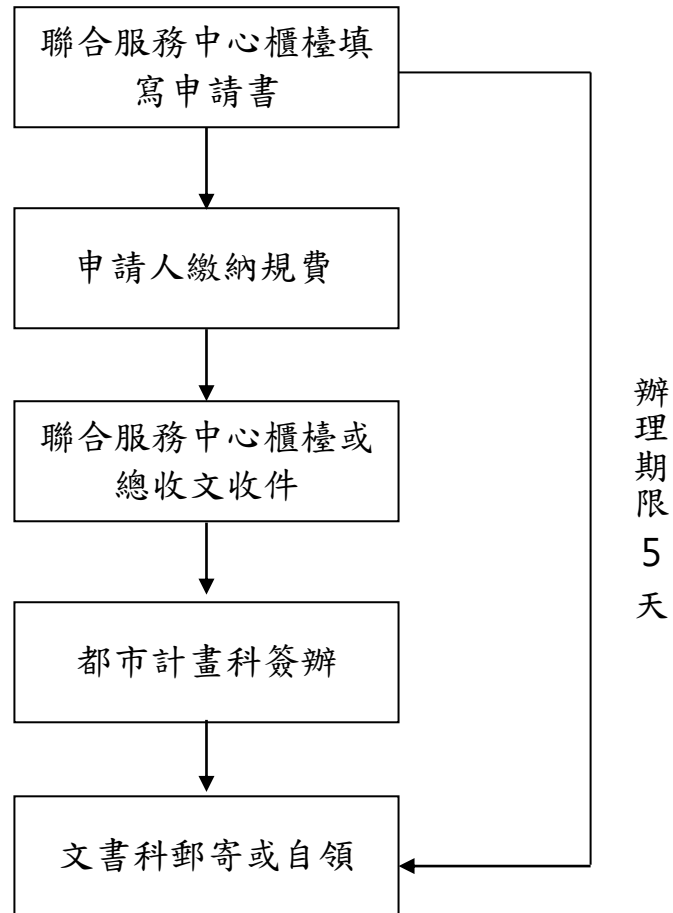 聯合服務中心櫃檯填
寫申請書
申請人繳納規費
聯合服務中心櫃檯或
總收文收件
都市計畫科簽辦
文書科郵寄或自領
辦理期限5天